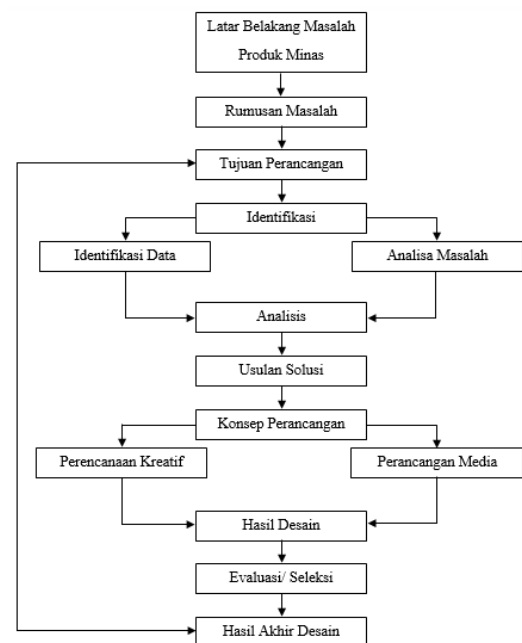 Latar Belakang Masalah
Produk Minas
Rumusan Masalah
Tujuan Perancangan
Identifikasi
Identifikasi Data
Analisa Masalah
Analisis
Usulan Solusi
Konsep Perancangan
Perencanaan Kreatif
Perancangan Media
Hasil Desain
Evaluasi/ Seleksi
Hasil Akhir Desain